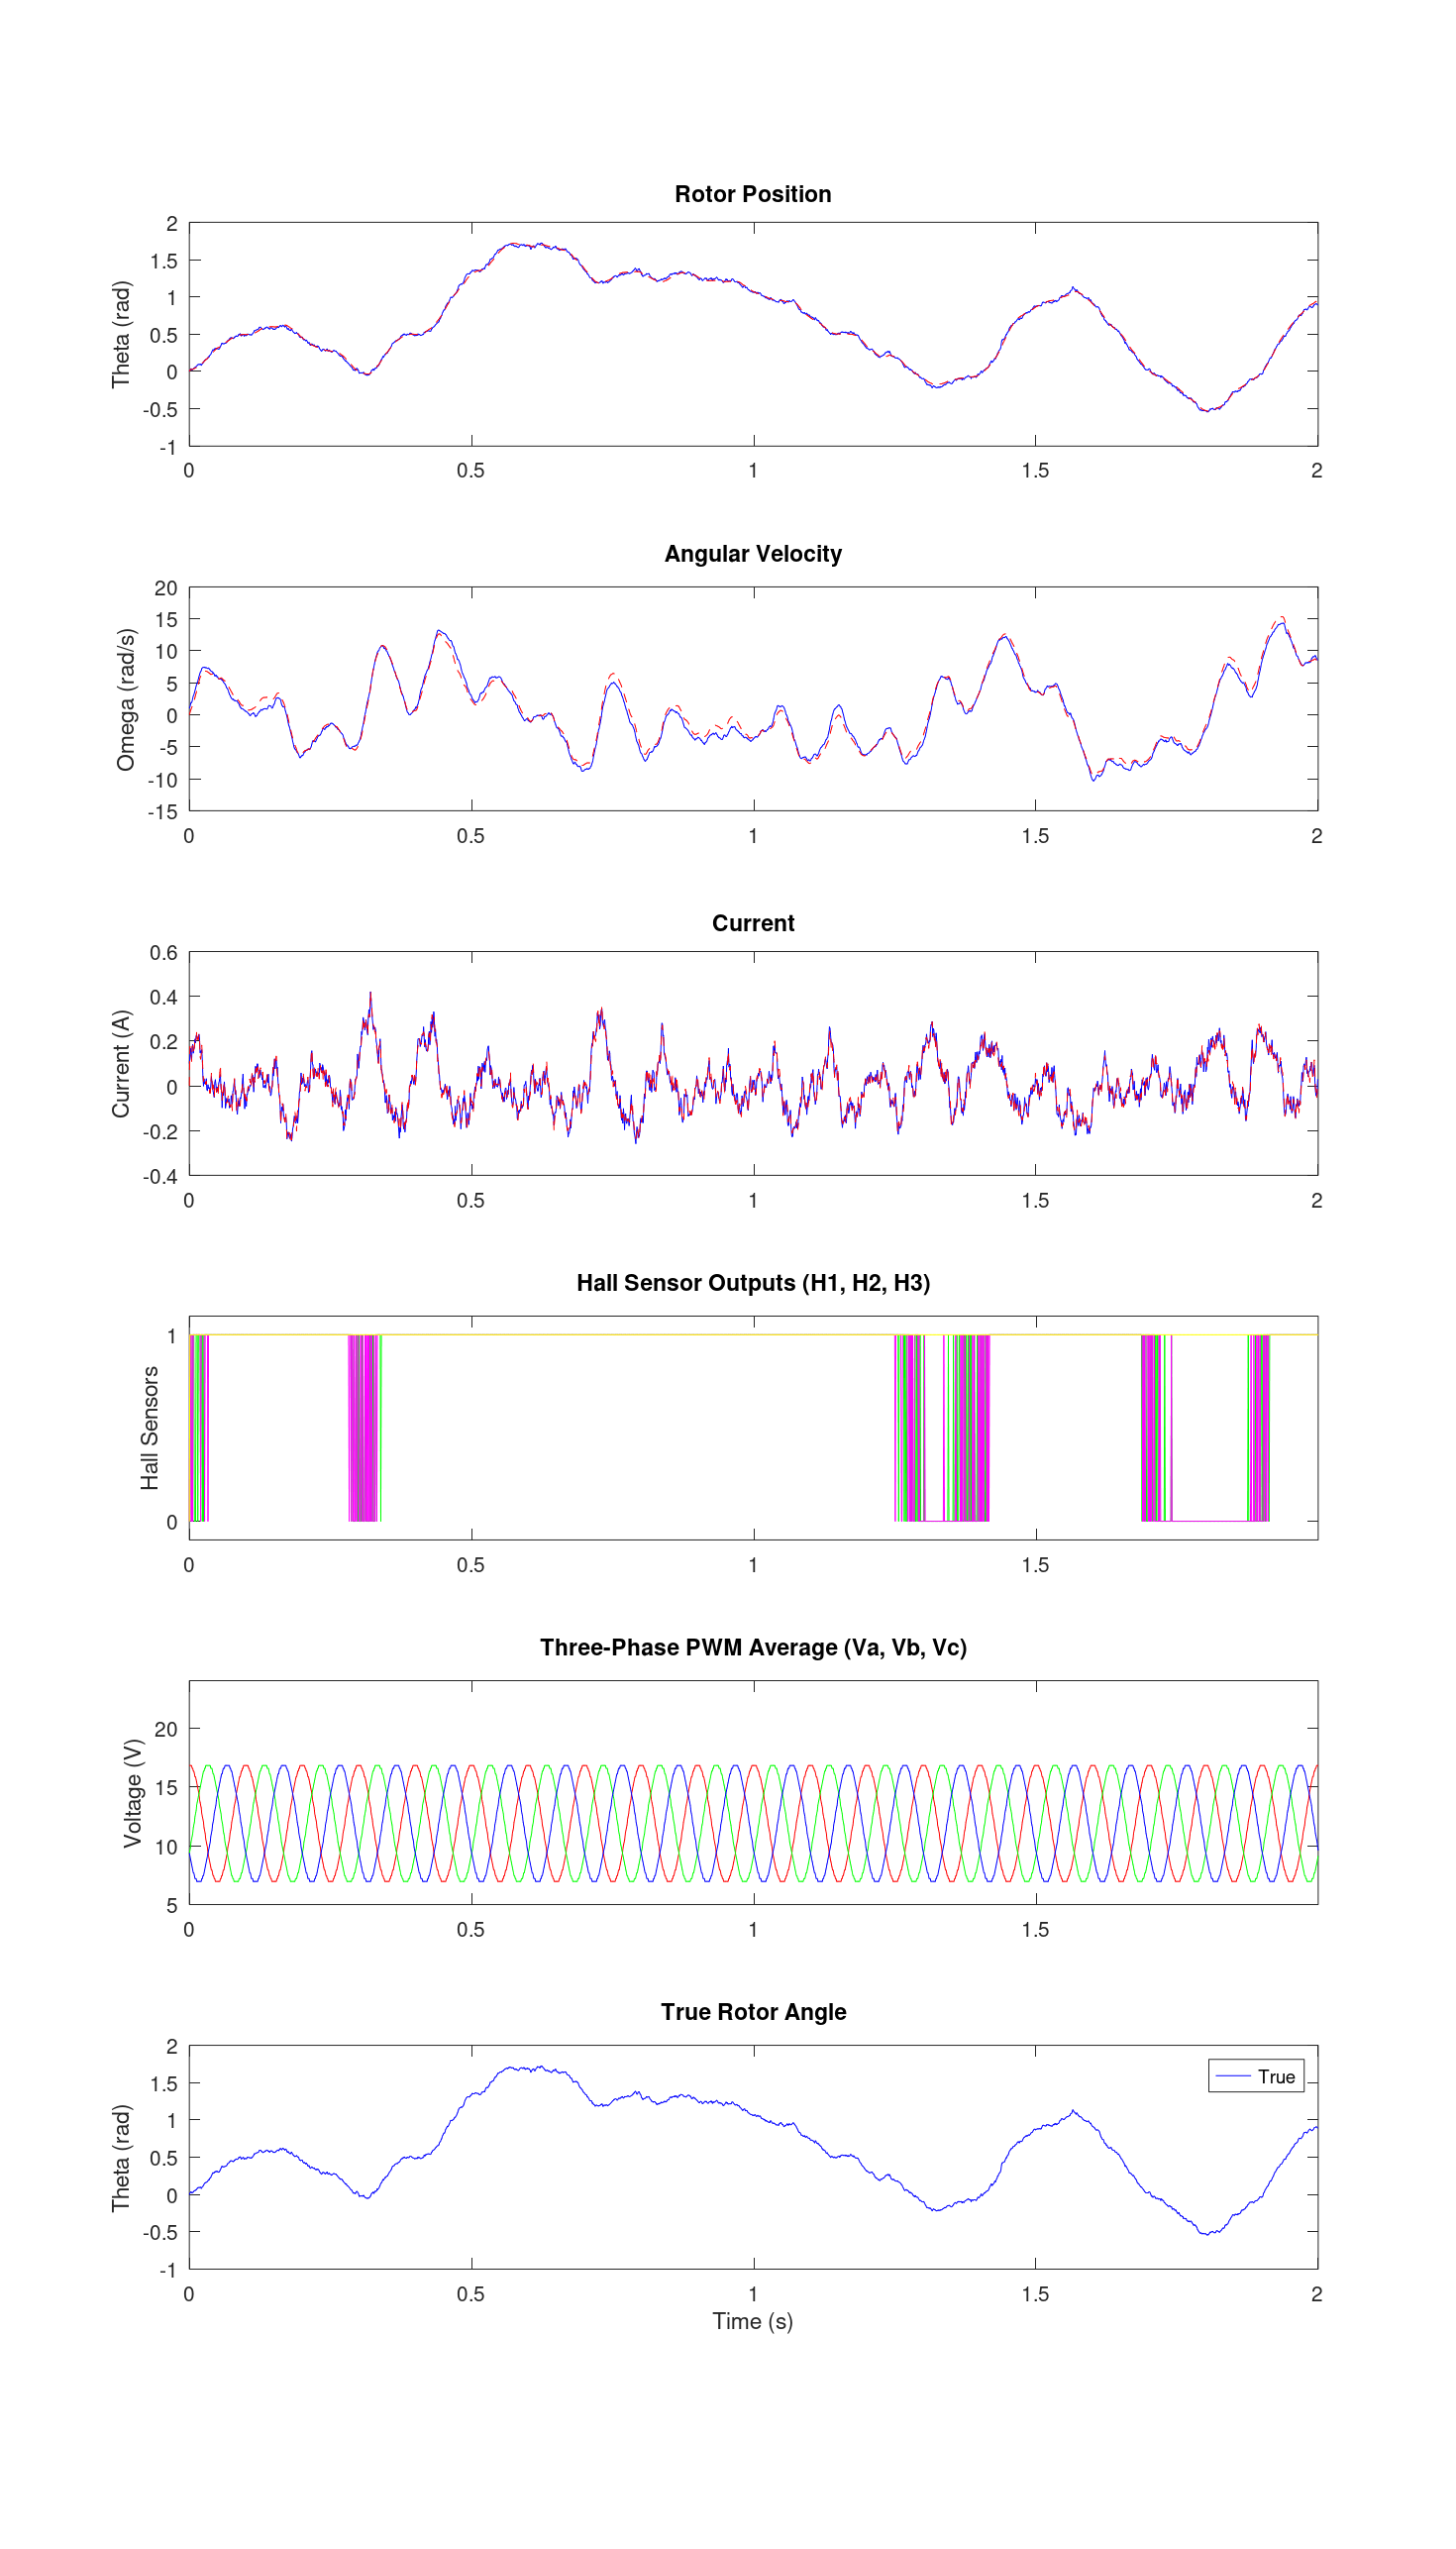 Rotor Position
2
1.5
1
0.5
0
-0.5
-1
Theta (rad)
0 0.5 1 1.5 2
Angular Velocity
20
15
10
5
0
-5
-10
-15
Omega (rad/s)
0 0.5 1 1.5 2
Current
0.6
0.4
0.2
0
-0.2
-0.4
Current (A)
0 0.5 1 1.5 2
Hall Sensor Outputs (H1, H2, H3)
1
0
Hall Sensors
0 0.5 1 1.5 2
Three-Phase PWM Average (Va, Vb, Vc)
20
15
10
5
Voltage (V)
0 0.5 1 1.5 2
True Rotor Angle
2
1.5
1
0.5
0
-0.5
-1
Theta (rad)
True
0 0.5 1 1.5 2
Time (s)